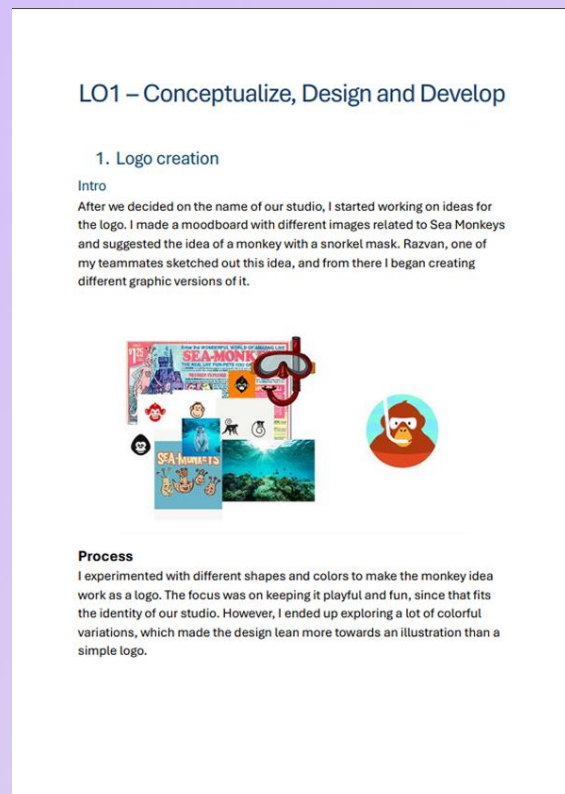 LO1 – Conceptualize, Design and Develop
1. Logo creation
Intro
After we decided on the name of our studio, I started working on ideas for
the logo. I made a moodboard with different images related to Sea Monkeys
and suggested the idea of a monkey with a snorkel mask. Razvan, one of
my teammates sketched out this idea, and from there I began creating
different graphic versions of it.
SEA-MONK
SEA-MONKEYS
Process
I experimented with different shapes and colors to make the monkey idea
work as a logo. The focus was on keeping it playful and fun, since that fits
the identity of our studio. However, I ended up exploring a lot of colorful
variations, which made the design lean more towards an illustration than a
simple logo.